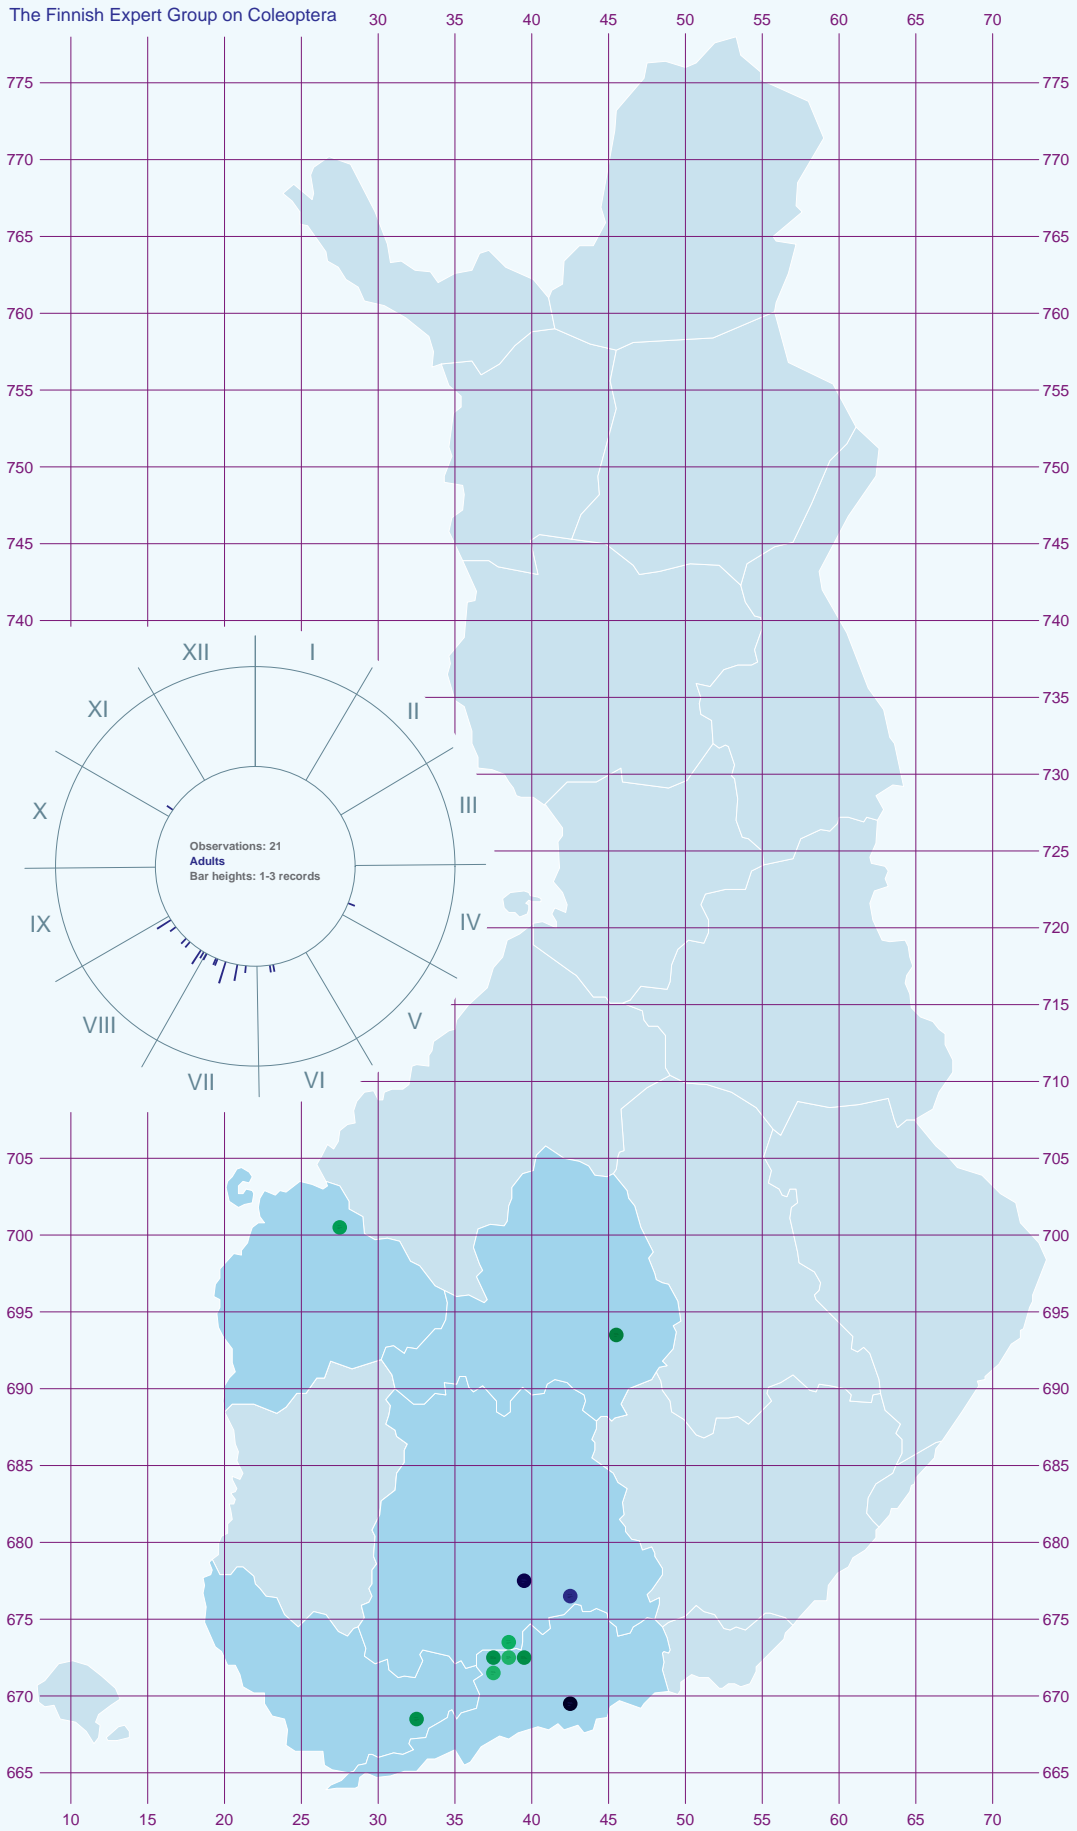 The Finnish Expert Group on Coleoptera
30 35 40 45 50 55 60 65 70
775 775
770 770
765 765
760 760
755 755
750 750
745 745
740 740
XII I
XI II
735
730
X III
Observations: 21
Adults
Bar heights: 1-3 records
725
IX IV
720
VIII V
715
VII VI
710
705 705
700 700
695 695
690 690
685 685
680 680
675 675
670 670
665 665
10 15 20 25 30 35 40 45 50 55 60 65 70